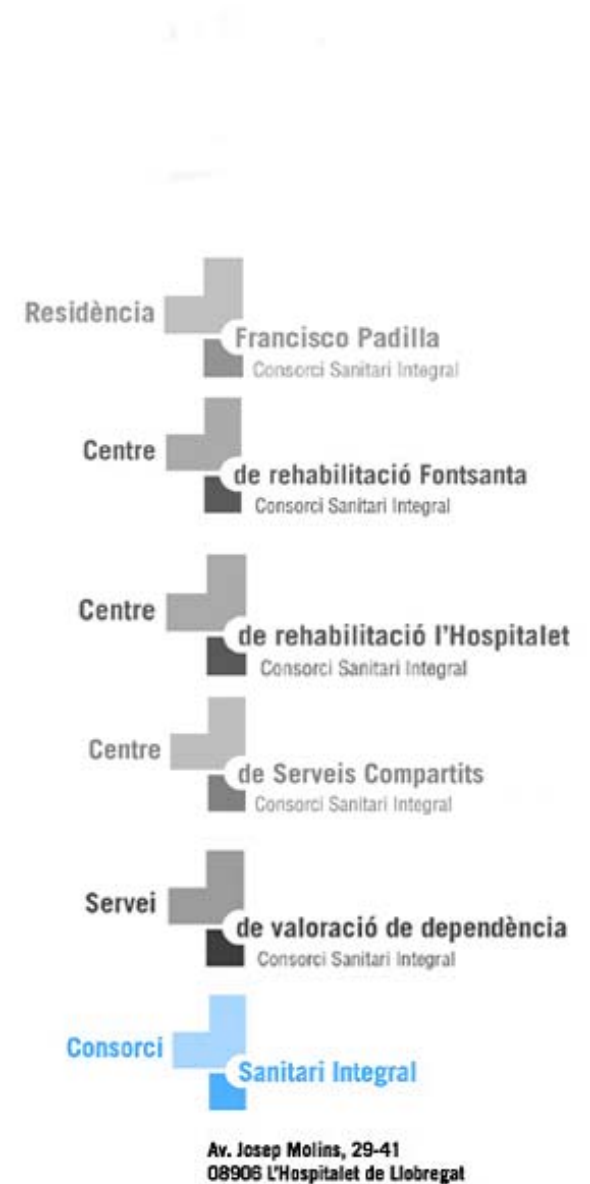 Residència
Francisco Padilla
Consorci Sanitari Integral
Centre
de rehabilitació Fontsanta
Consorci Sanitari Integral
Centre
de rehabilitació l'Hospitalet
Consorci Sanitari Integral
Centre
de Serveis Compartits
Consorci Sanitari Integral
Servei
de valoració de dependència
Consorci Sanitari Integral
Consorci
Sanitari Integral
Av. Josep Molins, 29-41
08906 L'Hospitalet de Llobregat